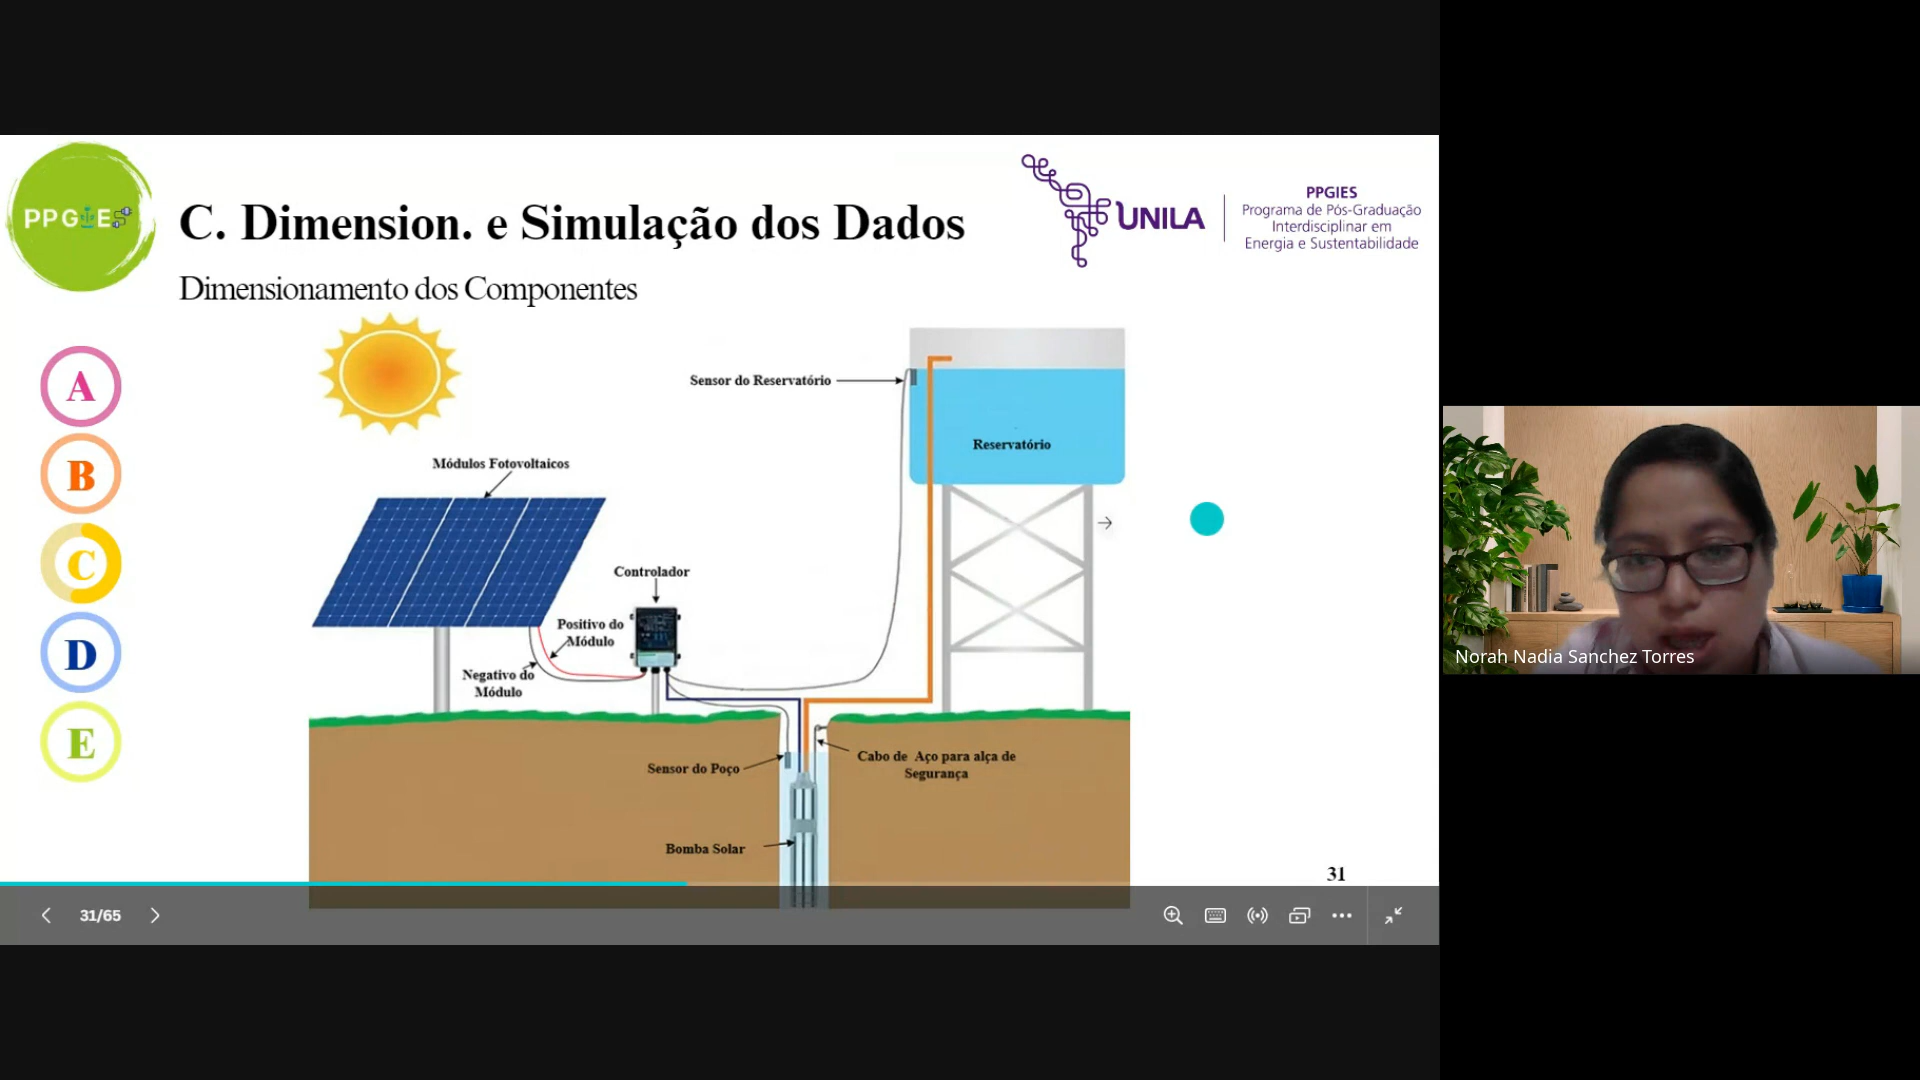 PPGIES
C. Dimension. e Simulação dos Dados
UNILA
PPGIES
Programa de Pós-Graduação
Interdisciplinar em
Energia e Sustentabilidade
Dimensionamento dos Componentes
A
B
C
D
E
Sensor do Reservatório
Reservatório
Módulos Fotovoltaicos
Controlador
Positivo do
Módulo
Negativo do
Módulo
Sensor do Poço
Cabo de Aço para alça de
Segurança
Bomba Solar
31
31/65
Norah Nadia Sanchez Torres